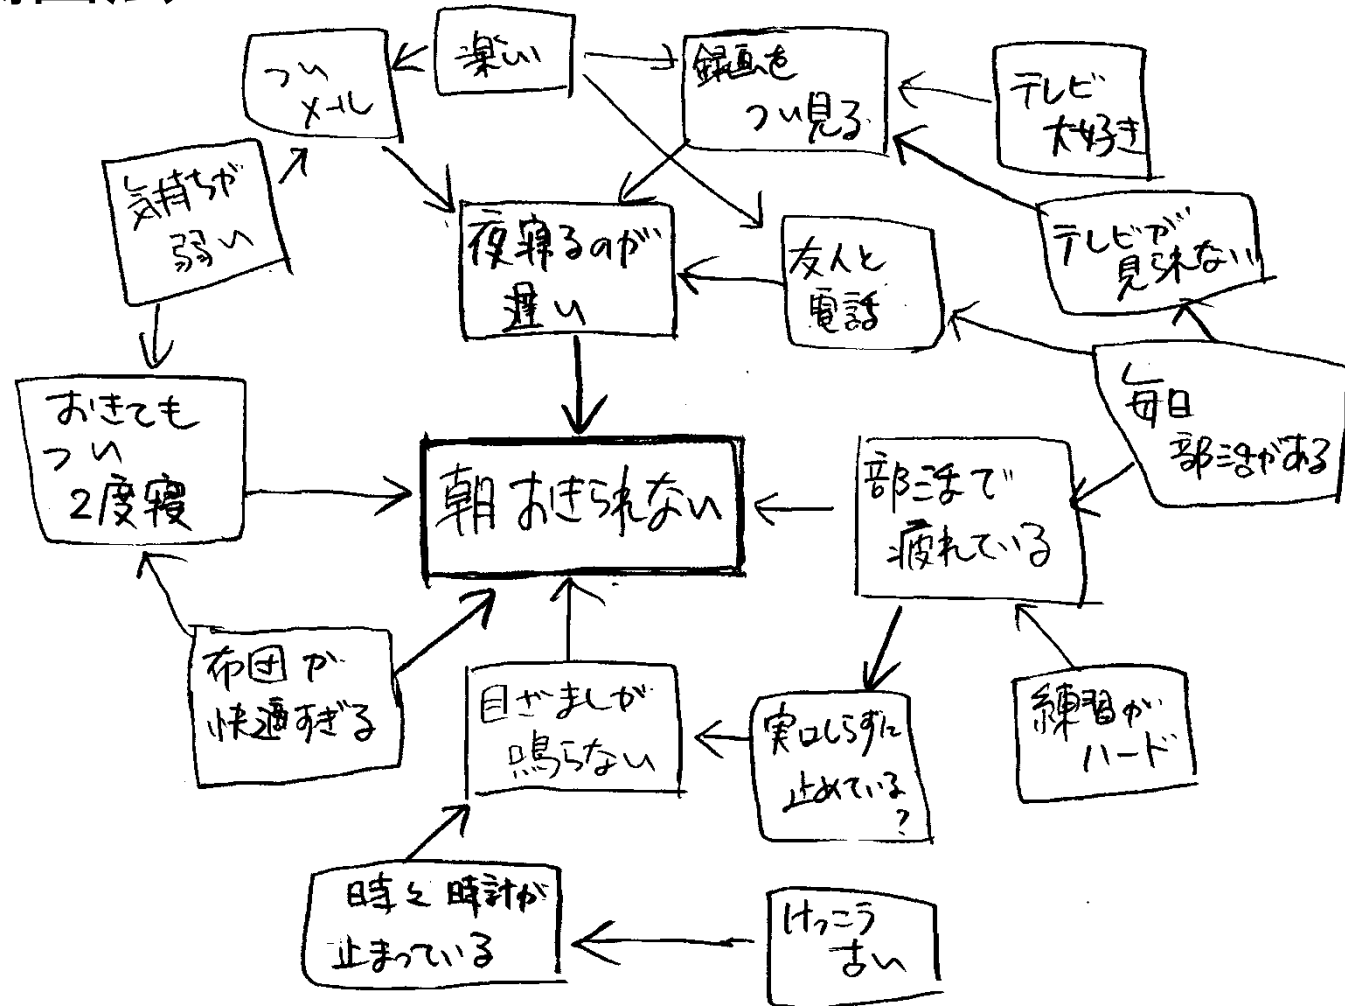 つい
メール
楽しい
録画を
つい見る
テレビ
大好き
気持ちが
弱い
夜寝るのが
遅い
友人と
電話
テレビが
見られない
毎日
部活がある
おきても
つい
2度寝
朝おきられない
部活で
疲れている
布団が
快適すぎる
目ざましが
鳴らない
止めている
?
練習が
ハード
時々時計が
止まっている
けっこう
古い